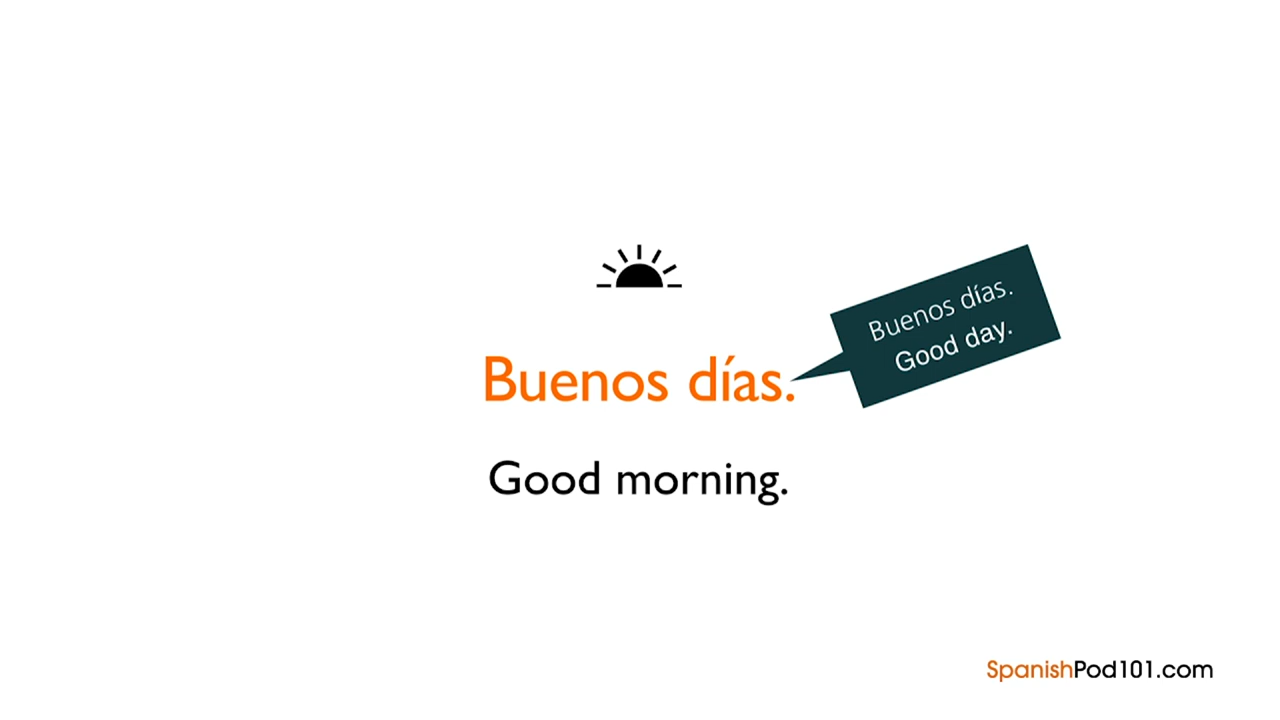 Buenos días.
Good day.
Buenos días.
Good morning.
SpanishPod101.com